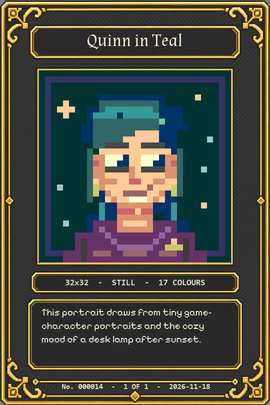 Quinn in Teal
32x32 - STILL - 17 COLOURS
This portrait draws from tiny game-
character portraits and the cozy
mood of a desk lamp after sunset.
No. 000014 - 1 OF 1 - 2026-11-18